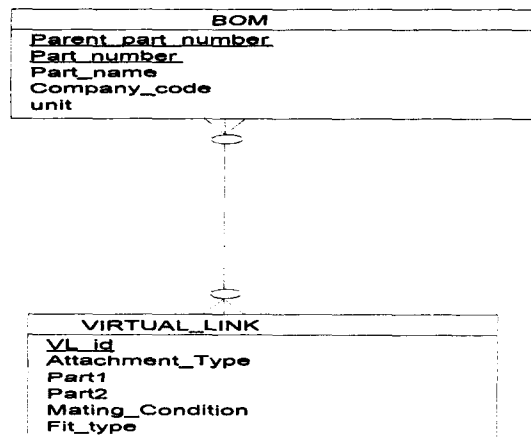 BOM
Parent_part_number
Part_number
Part_name
Company_code
unit
VIRTUAL_LINK
VL_id
Attachment_Type
Part1
Part2
Mating_Condition
Fit_type